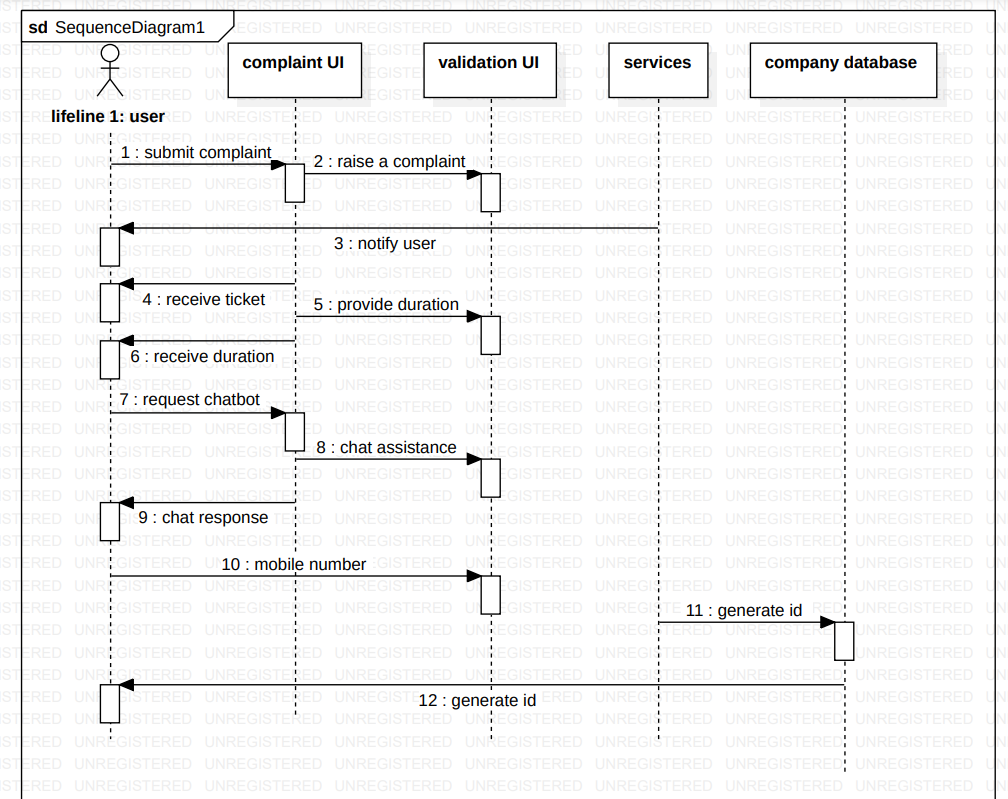 sd SequenceDiagram1
complaint UI
validation UI
services
company database
lifeline 1: user
1 : submit complaint
2 : raise a complaint
3 : notify user
4 : receive ticket
5 : provide duration
6 : receive duration
7 : request chatbot
8 : chat assistance
9 : chat response
10 : mobile number
11 : generate id
12 : generate id
UNREGISTERED